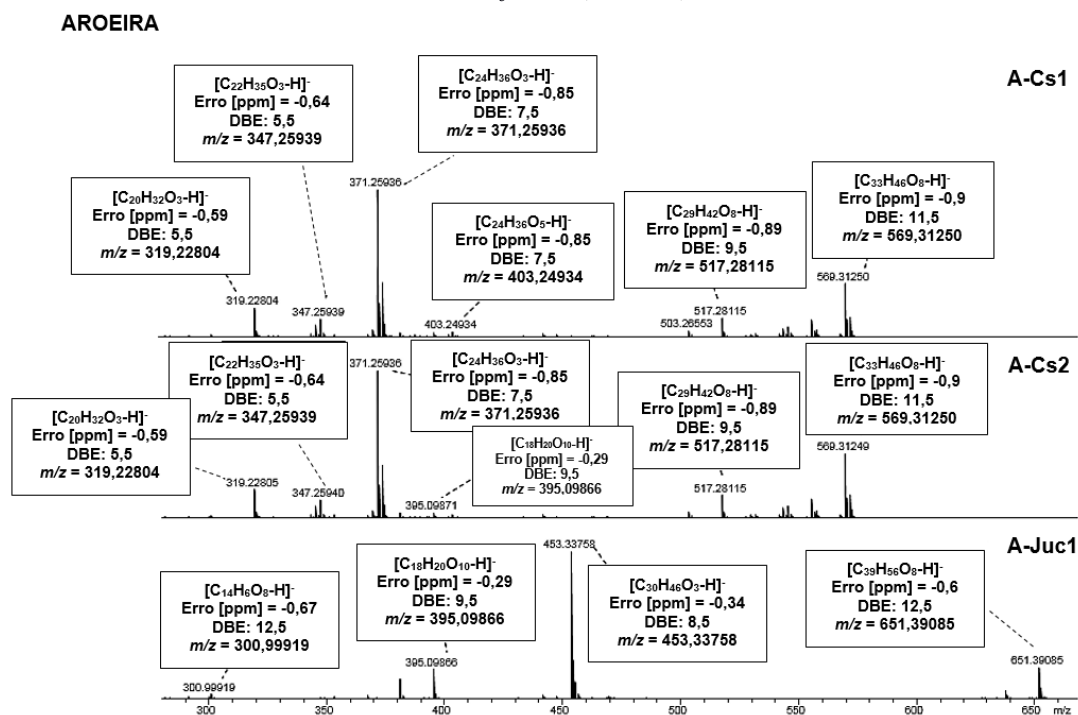 AROEIRA
A-Cs1
[C22H35O3-H]-
Erro [ppm] = -0,64
DBE: 5,5
m/z = 347,25939
[C24H36O3-H]-
Erro [ppm] = -0,85
DBE: 7,5
m/z = 371,25936
[C20H32O3-H]-
Erro [ppm] = -0,59
DBE: 5,5
m/z = 319,22804
[C24H36O5-H]-
Erro [ppm] = -0,85
DBE: 7,5
m/z = 403,24934
[C29H42O8-H]-
Erro [ppm] = -0,89
DBE: 9,5
m/z = 517,28115
[C33H46O8-H]-
Erro [ppm] = -0,9
DBE: 11,5
m/z = 569,31250
371.25936
319.22804
347.25939
403.24934
503.26553
517.28115
569.31250
A-Cs2
[C22H35O3-H]-
Erro [ppm] = -0,64
DBE: 5,5
m/z = 347,25939
[C24H36O3-H]-
Erro [ppm] = -0,85
DBE: 7,5
m/z = 371,25936
[C20H32O3-H]-
Erro [ppm] = -0,59
DBE: 5,5
m/z = 319,22804
[C18H20O10-H]-
Erro [ppm] = -0,29
DBE: 9,5
m/z = 395,09866
[C29H42O8-H]-
Erro [ppm] = -0,89
DBE: 9,5
m/z = 517,28115
[C33H46O8-H]-
Erro [ppm] = -0,9
DBE: 11,5
m/z = 569,31250
371.25936
319.22805
347.25940
395.09871
517.28115
569.31249
A-Juc1
[C14H6O8-H]-
Erro [ppm] = -0,67
DBE: 12,5
m/z = 300,99919
[C18H20O10-H]-
Erro [ppm] = -0,29
DBE: 9,5
m/z = 395,09866
[C30H46O3-H]-
Erro [ppm] = -0,34
DBE: 8,5
m/z = 453,33758
[C39H56O8-H]-
Erro [ppm] = -0,6
DBE: 12,5
m/z = 651,39085
300.99919
395.09866
453.33758
651.39085
300 350 400 450 500 550 600 650 m/z